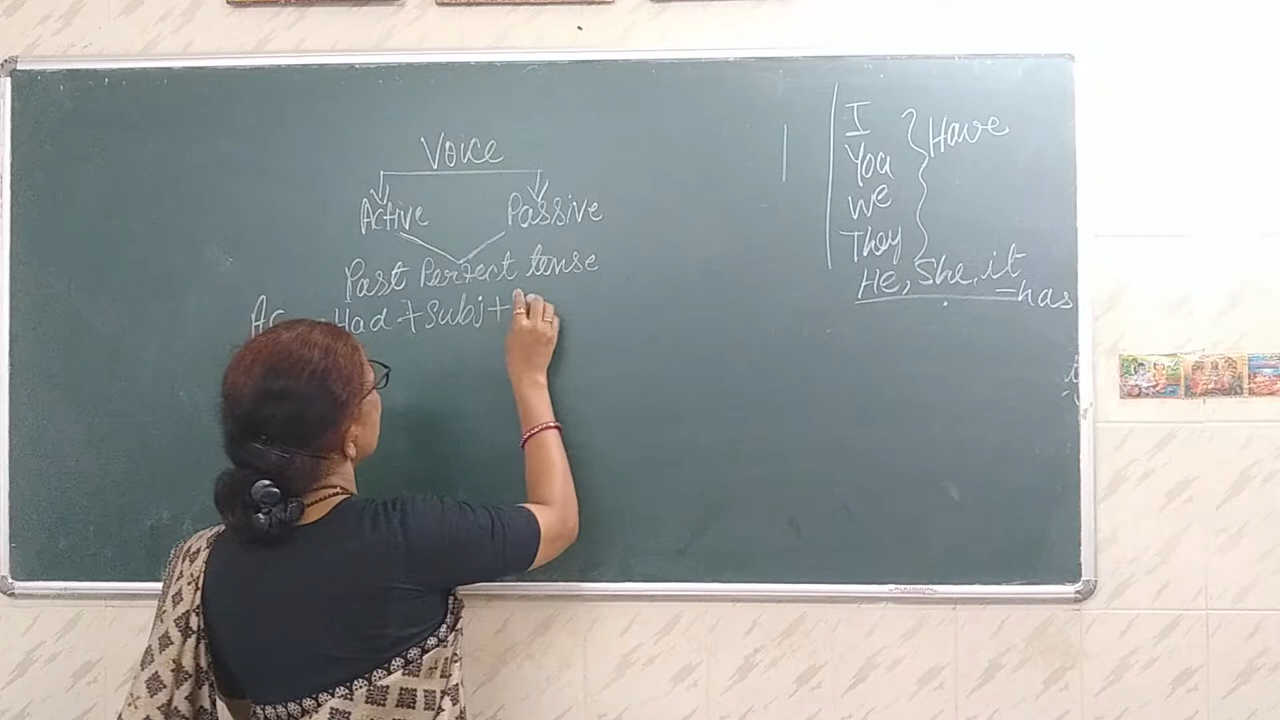 Voice
Active Passive
Past Perfect tense
Had + Subj +
I
You
We
They
Have
He, She, it
- has